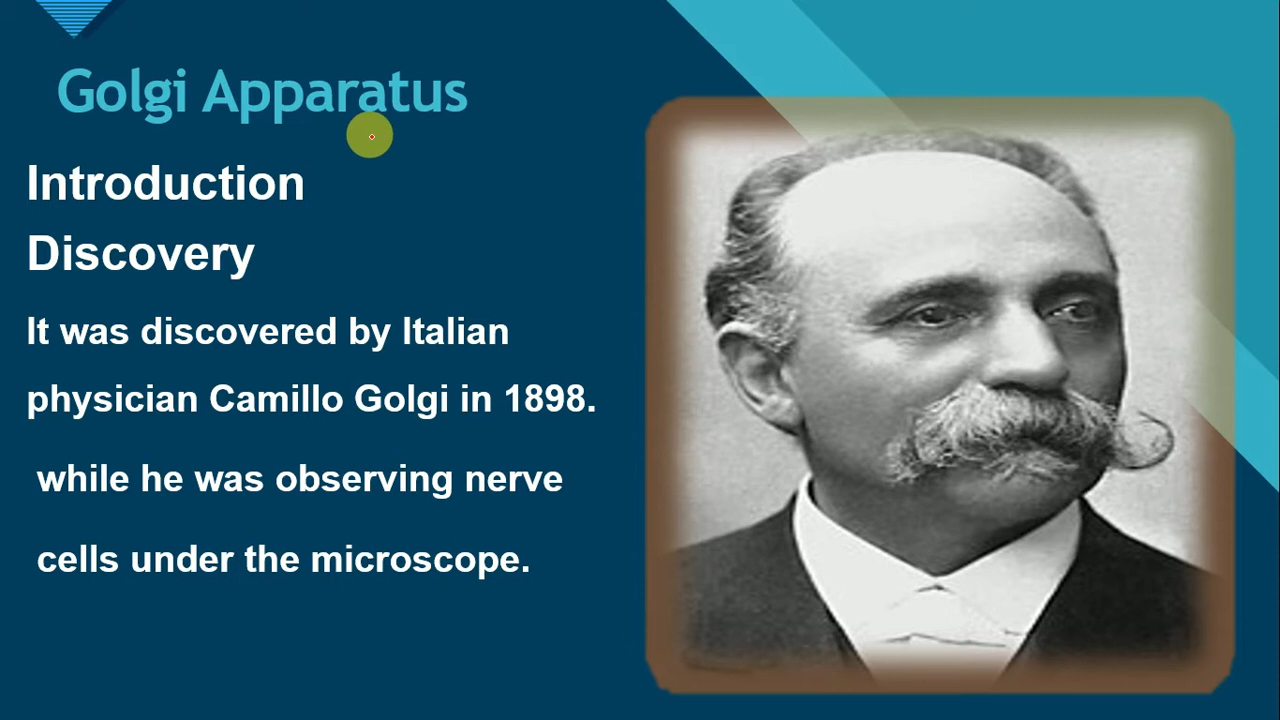 Golgi Apparatus
Introduction
Discovery
It was discovered by Italian
physician Camillo Golgi in 1898.
while he was observing nerve
cells under the microscope.